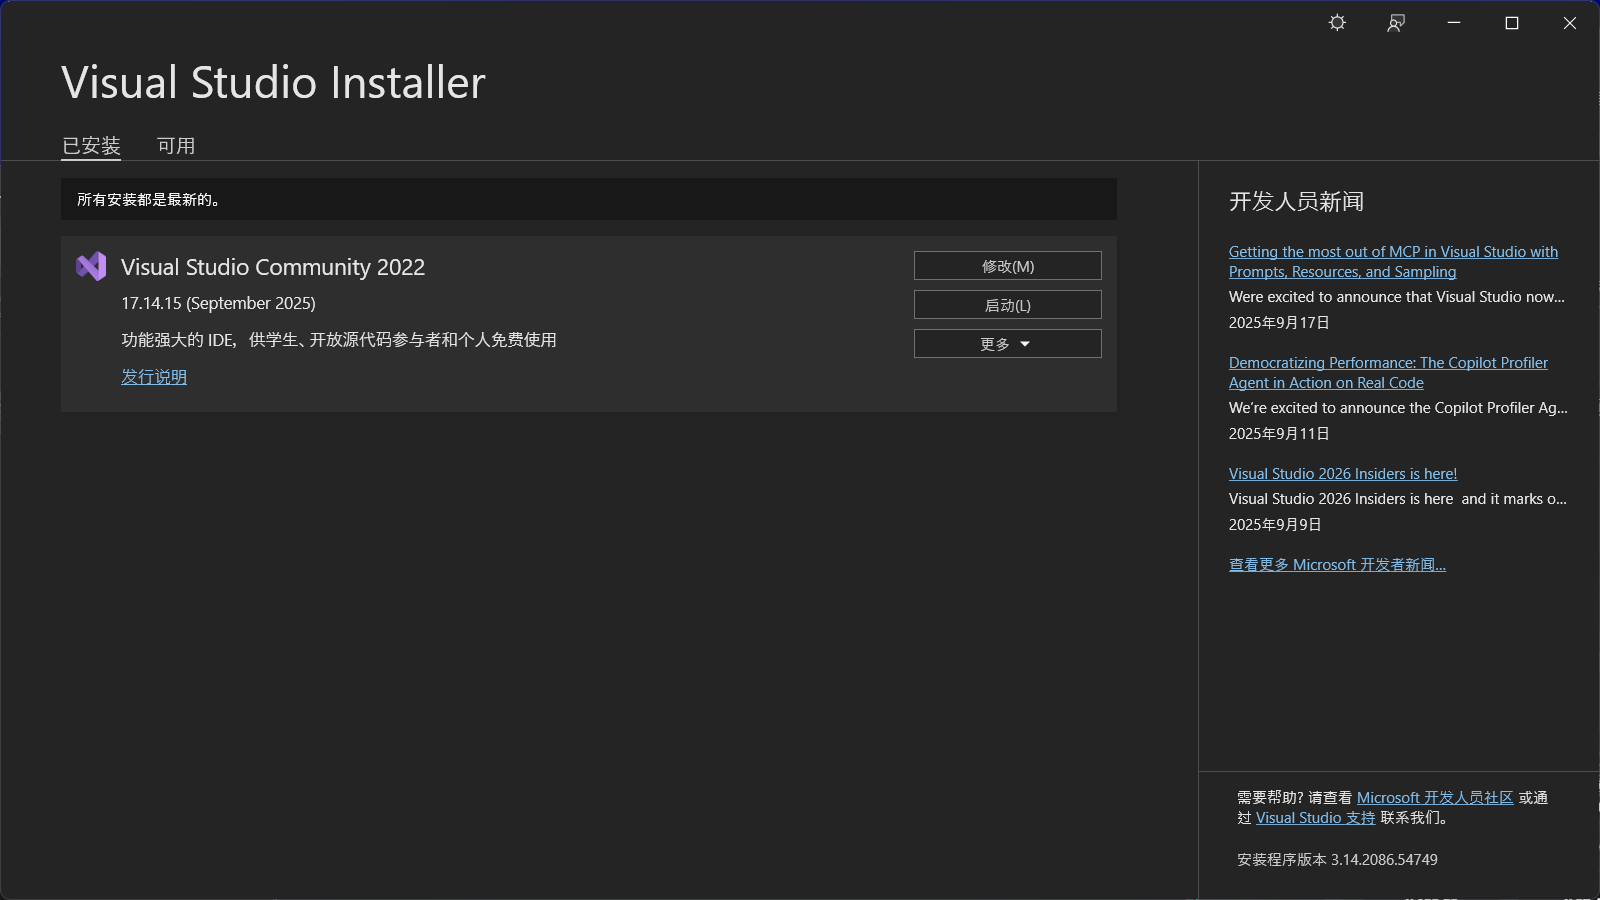 Visual Studio Installer
已安装
可用
所有安装都是最新的。
Visual Studio Community 2022
17.14.15 (September 2025)
功能强大的 IDE, 供学生、开放源代码参与者和个人免费使用
发行说明
修改(M)
启动(L)
更多
开发人员新闻
Getting the most out of MCP in Visual Studio with
Prompts, Resources, and Sampling
Were excited to announce that Visual Studio now...
2025年9月17日
Democratizing Performance: The Copilot Profiler
Agent in Action on Real Code
We're excited to announce the Copilot Profiler Ag...
2025年9月11日
Visual Studio 2026 Insiders is here!
Visual Studio 2026 Insiders is here  and it marks o...
2025年9月9日
查看更多 Microsoft 开发者新闻...
需要帮助? 请查看 Microsoft 开发人员社区 或通
过 Visual Studio 支持 联系我们。
安装程序版本 3.14.2086.54749